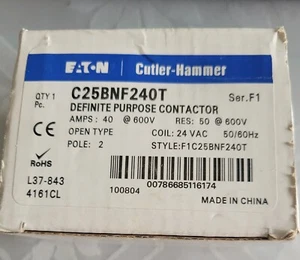 EATON Cutler-Hammer
QTY 1 Pc. C25BNF240T Ser.F1
DEFINITE PURPOSE CONTACTOR
AMPS: 40 @ 600V RES: 50 @ 600V
OPEN TYPE COIL: 24 VAC 50/60Hz
POLE: 2 STYLE:F1C25BNF240T
RoHS
L37-843
4161CL
100804
00786685116174
MADE IN CHINA